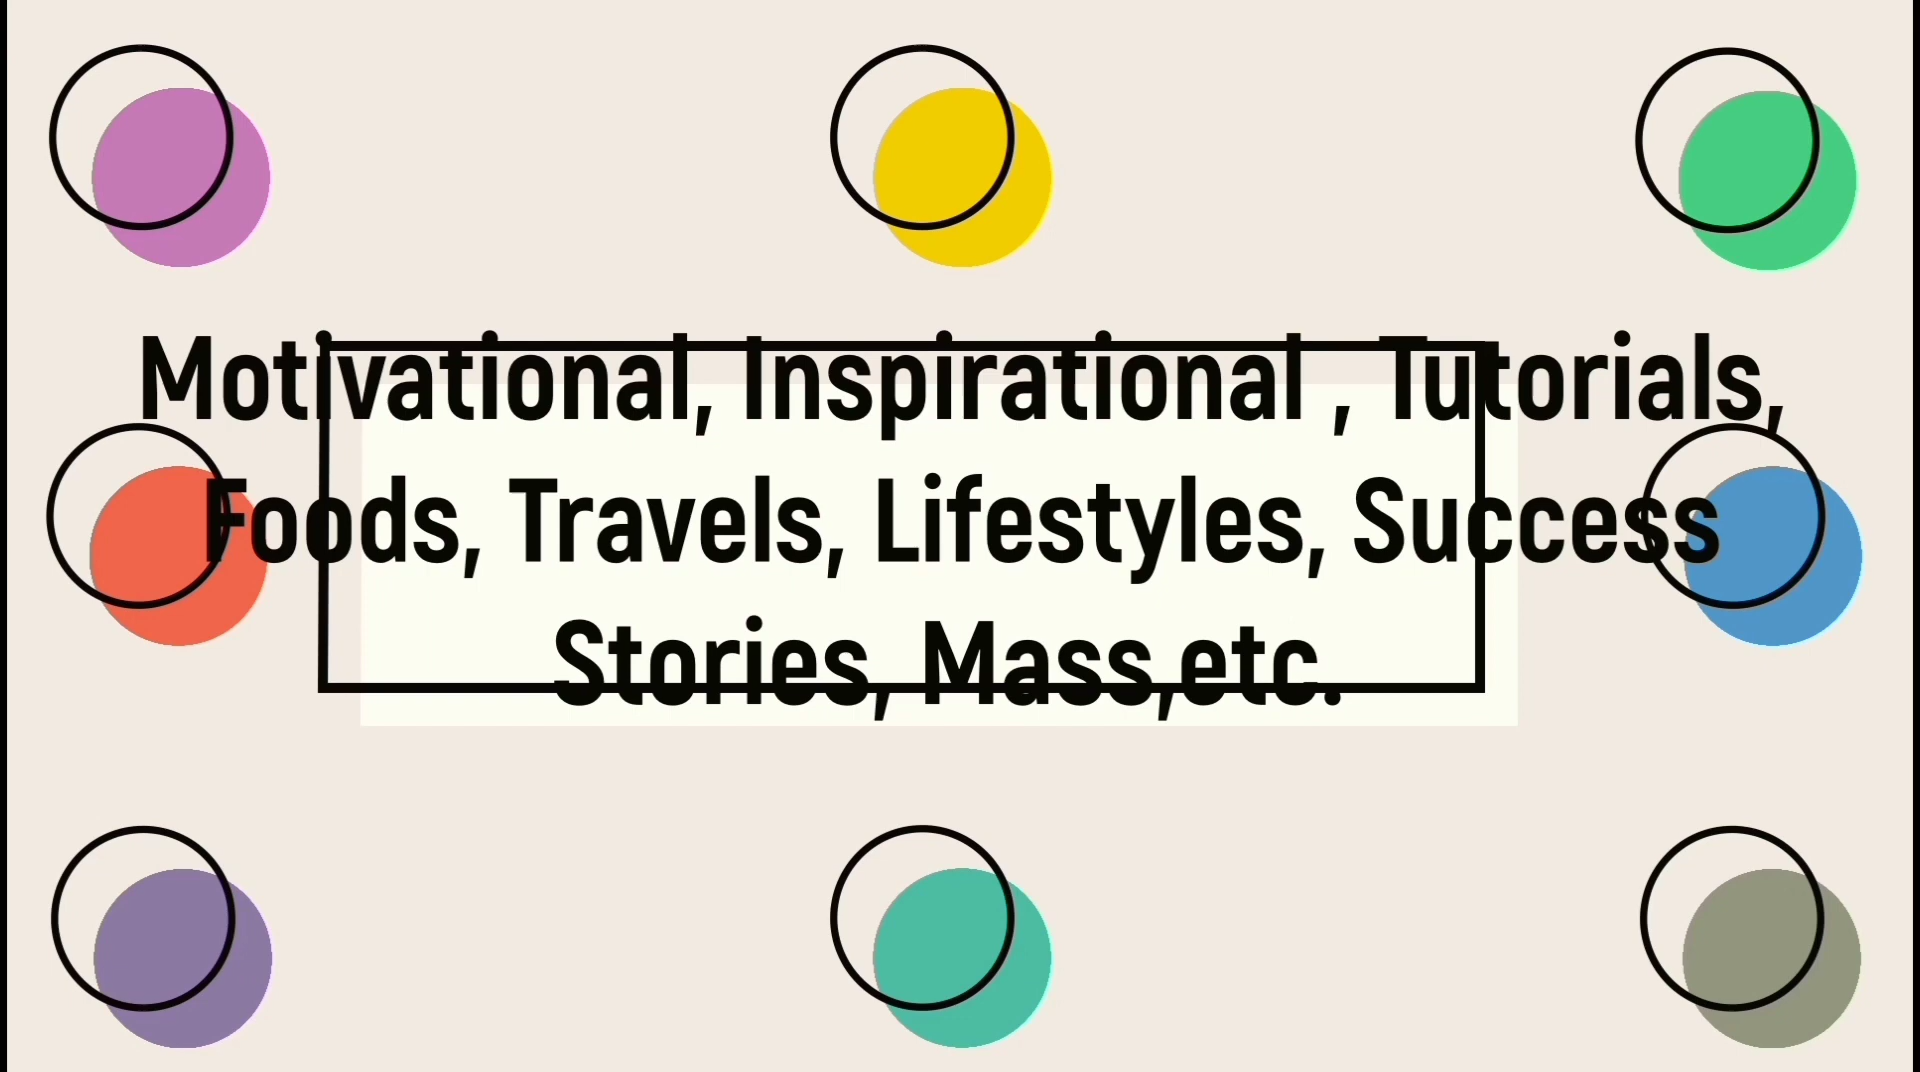 Motivational, Inspirational , Tutorials,
Foods, Travels, Lifestyles, Success
Stories, Mass,etc.